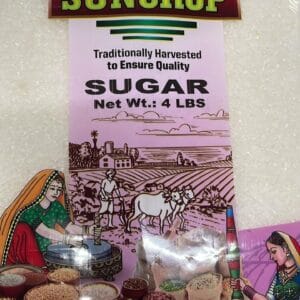 SUNCROP
Traditionally Harvested
to Ensure Quality
SUGAR
Net Wt.: 4 LBS